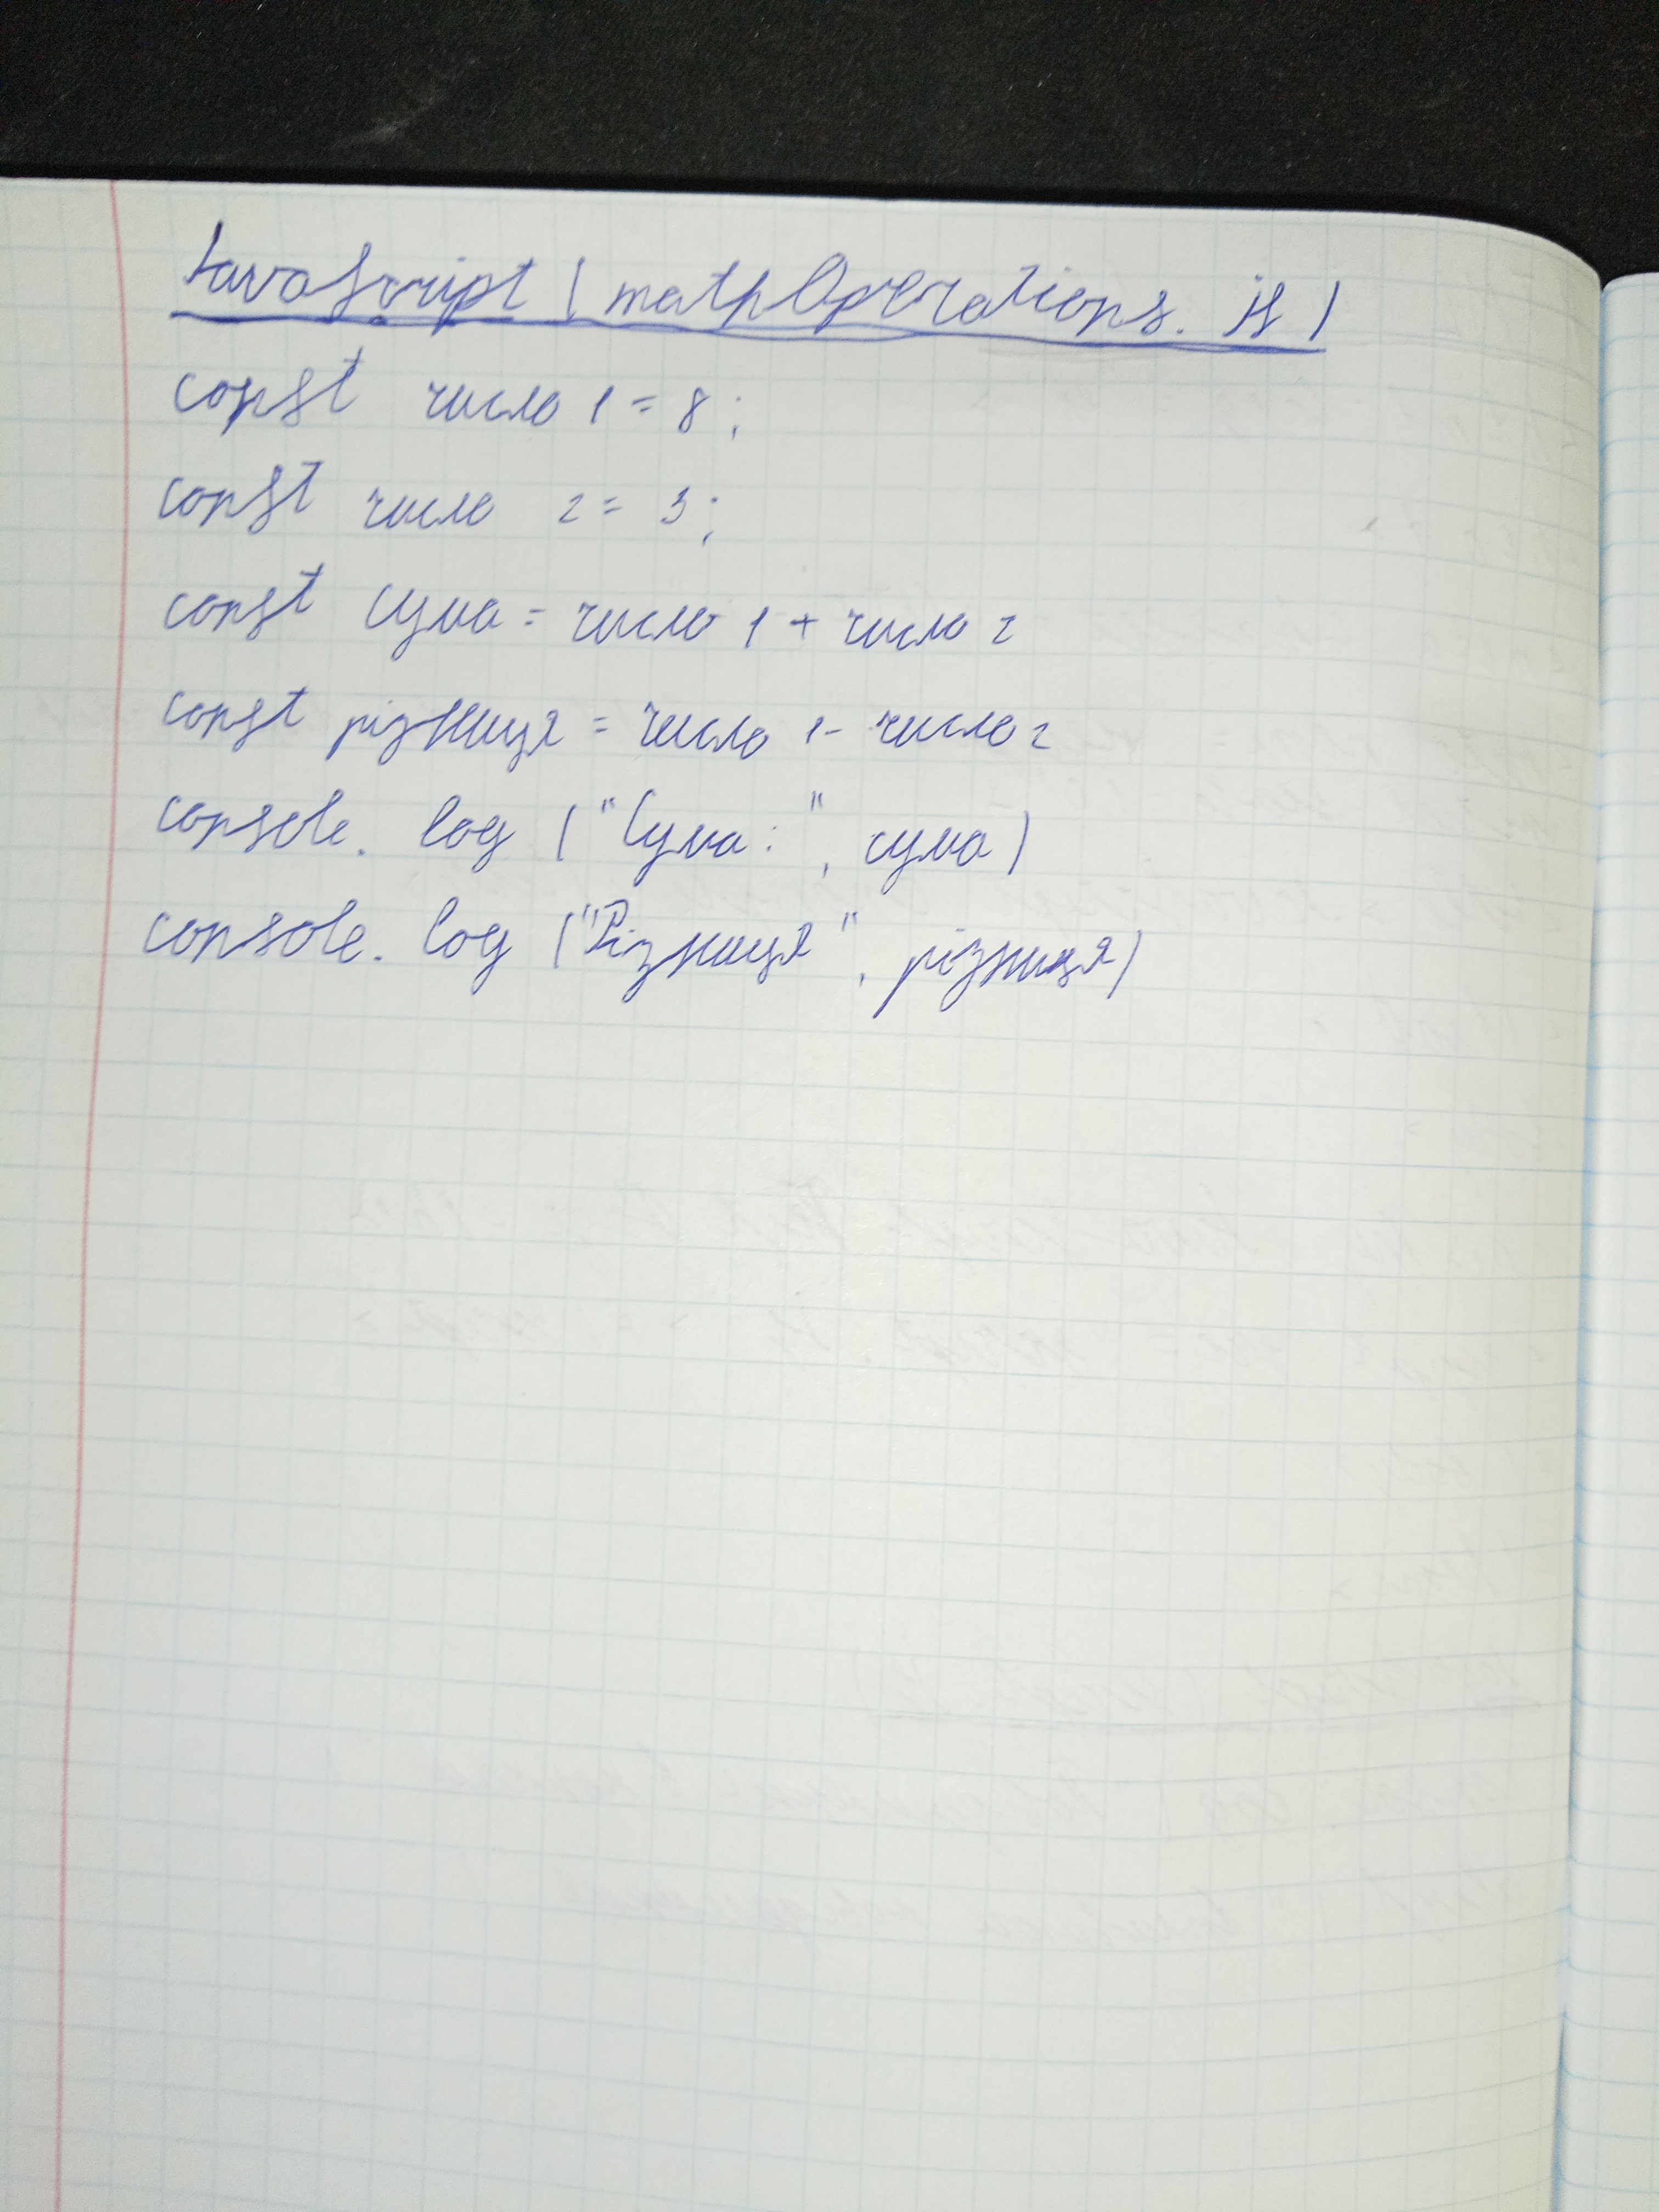 JavaScript (mathOperations.js)
const число 1 = 8;
const число 2 = 3;
const сума = число 1 + число 2
const різниця = число 1 - число 2
console. log ("Сума:", сума)
console. log ("Різниця", різниця)